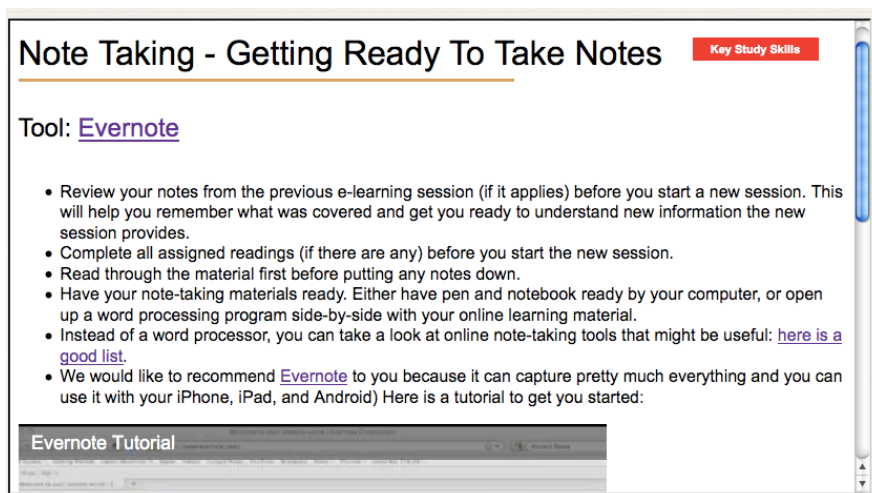 Note Taking - Getting Ready To Take Notes
Key Study Skills
Tool: Evernote
• Review your notes from the previous e-learning session (if it applies) before you start a new session. This
will help you remember what was covered and get you ready to understand new information the new
session provides.
• Complete all assigned readings (if there are any) before you start the new session.
• Read through the material first before putting any notes down.
• Have your note-taking materials ready. Either have pen and notebook ready by your computer, or open
up a word processing program side-by-side with your online learning material.
• Instead of a word processor, you can take a look at online note-taking tools that might be useful: here is a
good list.
• We would like to recommend Evernote to you because it can capture pretty much everything and you can
use it with your iPhone, iPad, and Android) Here is a tutorial to get you started:
Evernote Tutorial